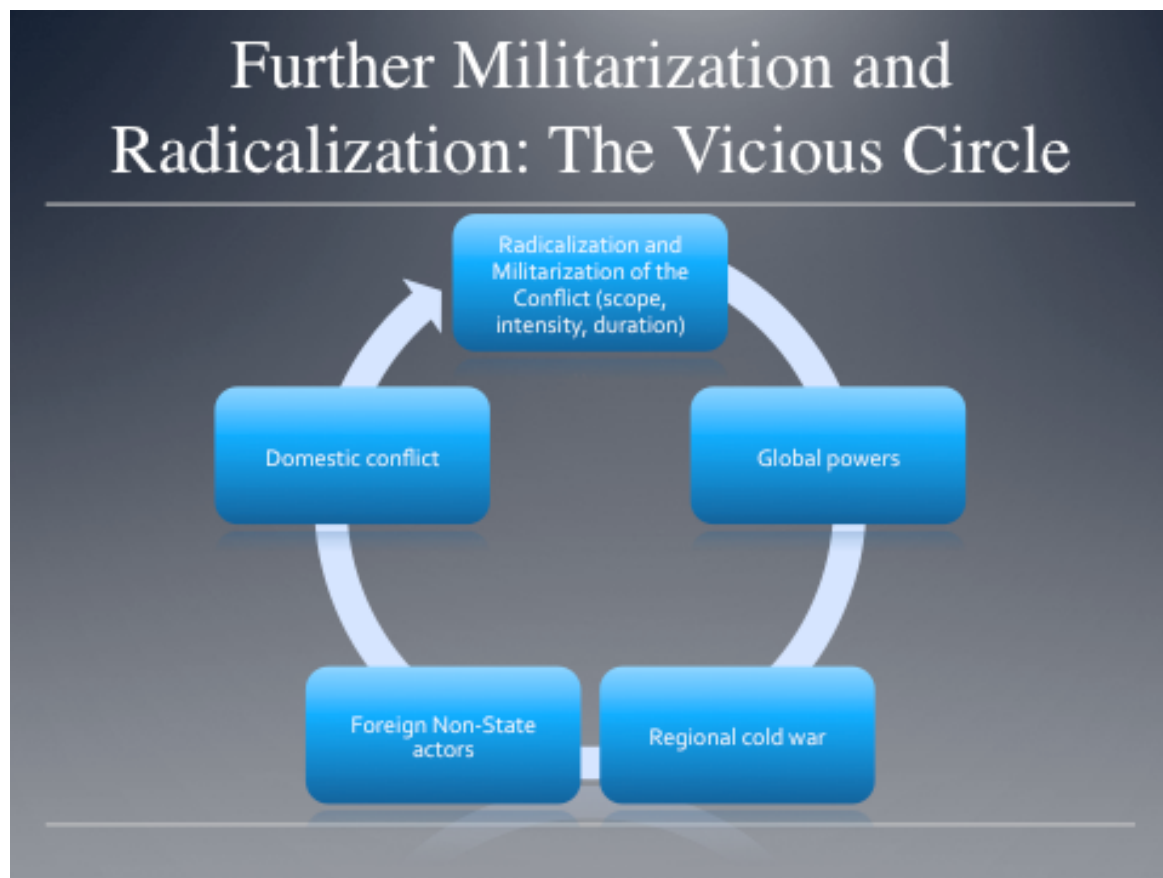 Further Militarization and
Radicalization: The Vicious Circle
Radicalization and
Militarization of the
Conflict (scope,
intensity, duration)
Domestic conflict
Global powers
Foreign Non-State
actors
Regional cold war